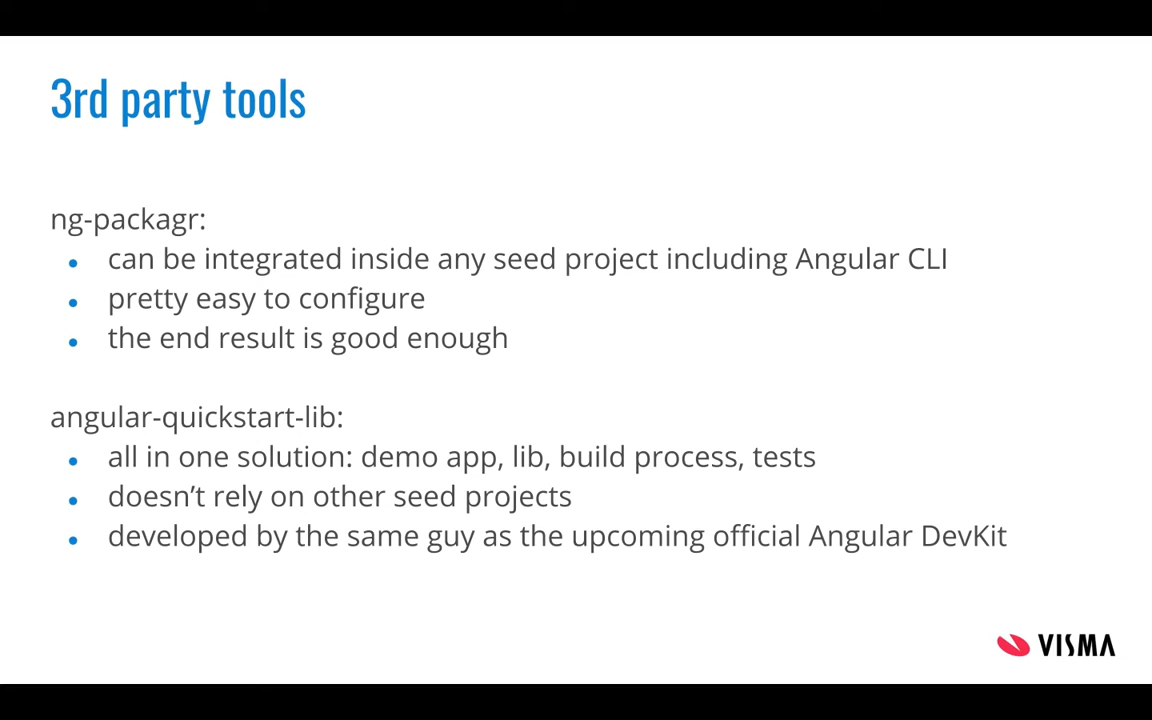 3rd party tools
ng-packagr:
• can be integrated inside any seed project including Angular CLI
• pretty easy to configure
• the end result is good enough
angular-quickstart-lib:
• all in one solution: demo app, lib, build process, tests
• doesn’t rely on other seed projects
• developed by the same guy as the upcoming official Angular DevKit
VISMA